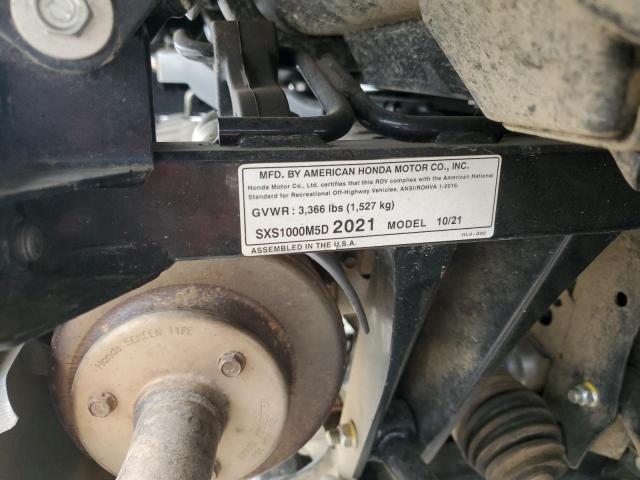 MFD. BY AMERICAN HONDA MOTOR CO., INC.
Honda Motor Co., Ltd. certifies that this ROV complies with the American National
Standard for Recreational Off-Highway Vehicles, ANSI/ROHVA 1-2016.
GVWR : 3,366 lbs (1,527 kg)
SXS1000M5D 2021 MODEL 10/21
ASSEMBLED IN THE U.S.A.
Honda SCREEN TYPE